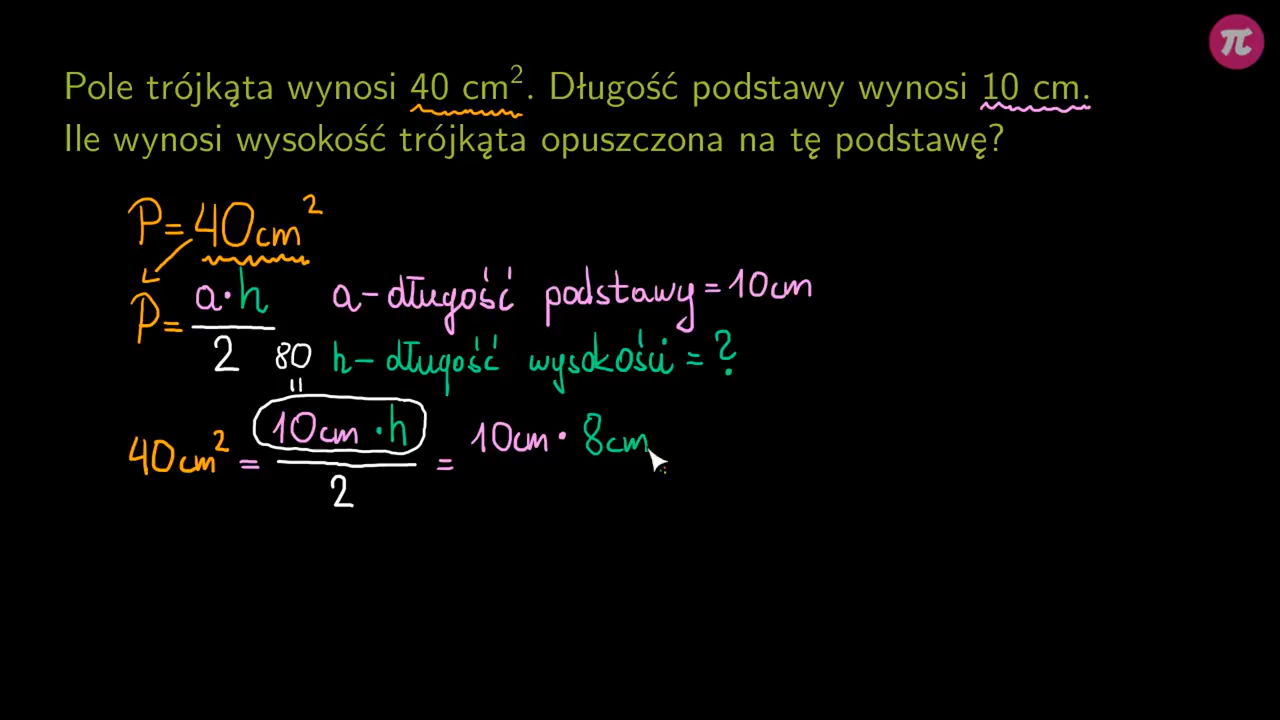 π
Pole trójkąta wynosi 40 cm². Długość podstawy wynosi 10 cm.
Ile wynosi wysokość trójkąta opuszczona na tę podstawę?
P = 40cm²
P = a·h / 2 a – długość podstawy = 10cm
80 h – długość wysokości = ?
=
40cm² = 10cm · h / 2 = 10cm · 8cm